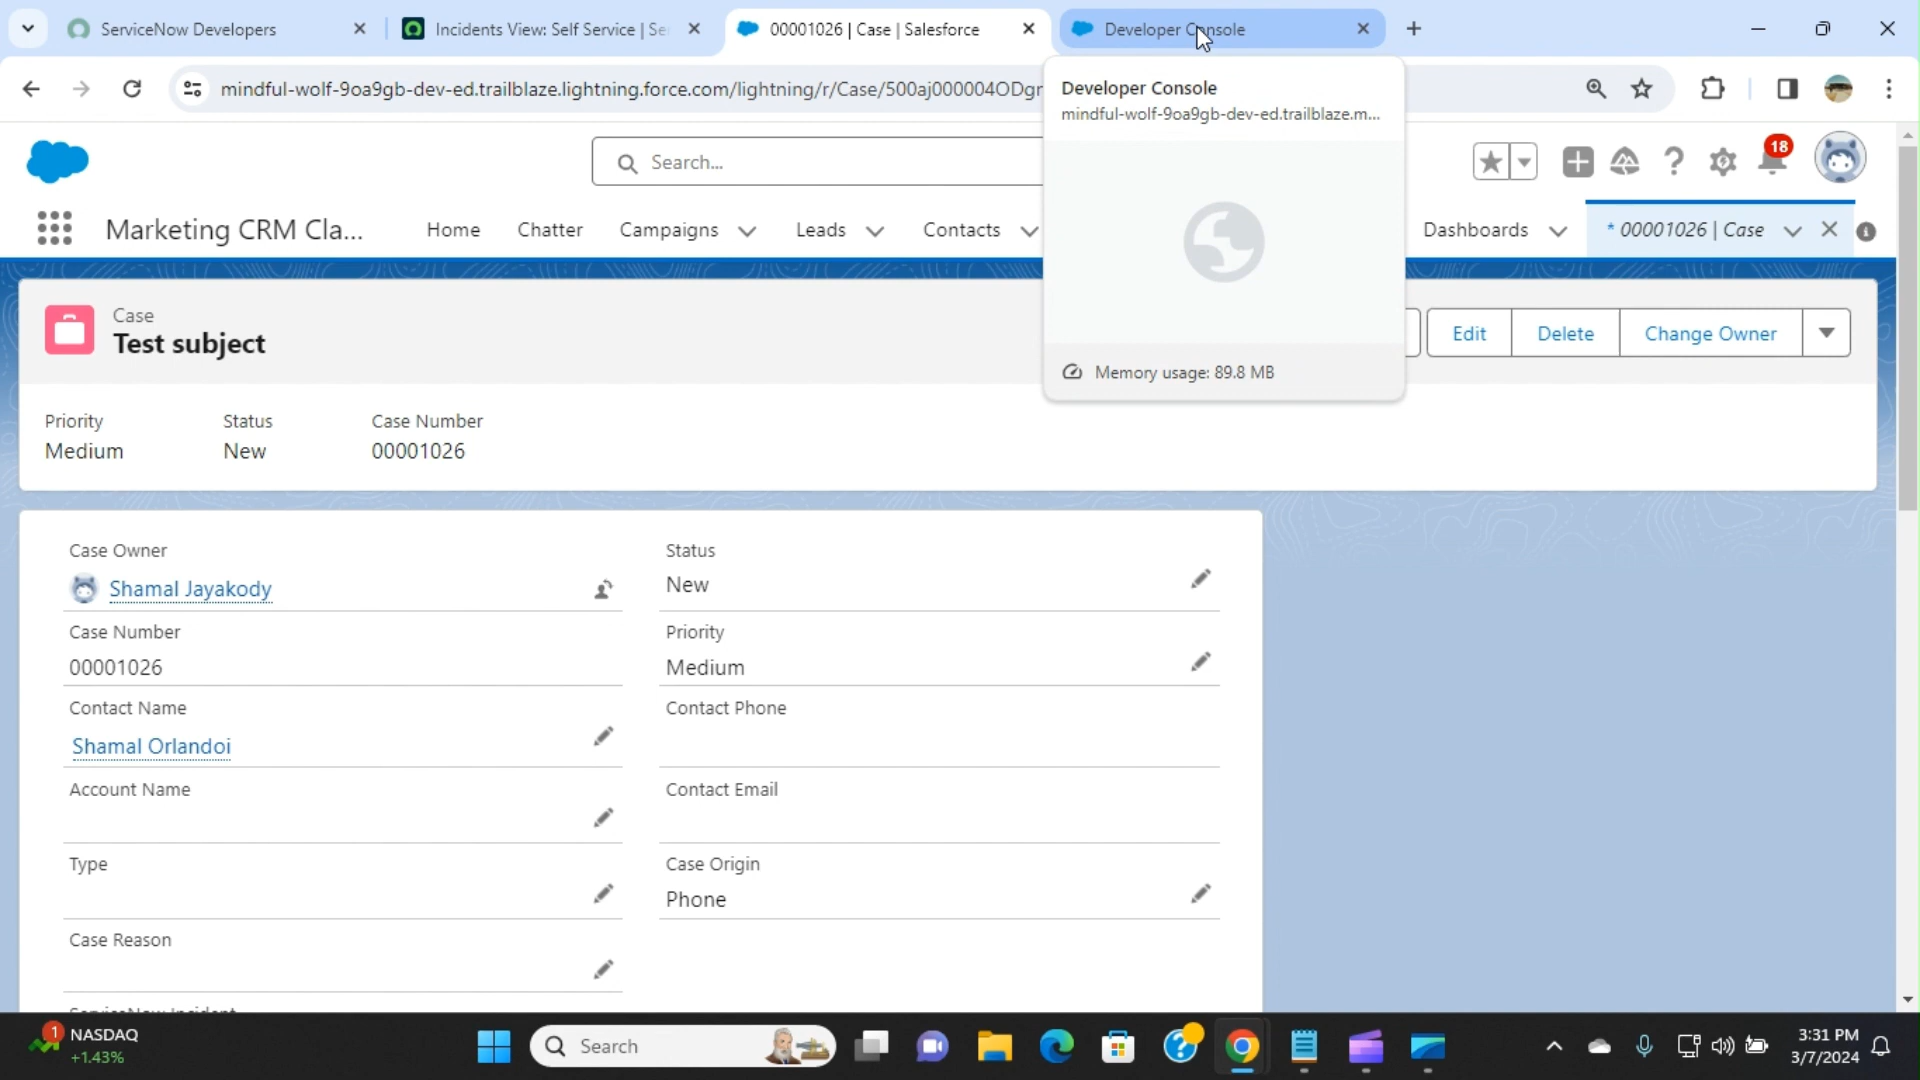 ServiceNow Developers
Incidents View: Self Service | Se
00001026 | Case | Salesforce
Developer Console
mindful-wolf-9oa9gb-dev-ed.trailblaze.lightning.force.com/lightning/r/Case/500aj000004ODgr
Developer Console
mindful-wolf-9oa9gb-dev-ed.trailblaze.m...
Memory usage: 89.8 MB
Search...
18
Marketing CRM Cla...
Home
Chatter
Campaigns
Leads
Contacts
Dashboards
* 00001026 | Case
Case
Test subject
Edit
Delete
Change Owner
Priority
Medium
Status
New
Case Number
00001026
Case Owner
Shamal Jayakody
Status
New
Case Number
00001026
Priority
Medium
Contact Name
Shamal Orlandoi
Contact Phone
Account Name
Contact Email
Type
Case Origin
Phone
Case Reason
ServiceNow Incident
1
NASDAQ
+1.43%
Search
3:31 PM
3/7/2024